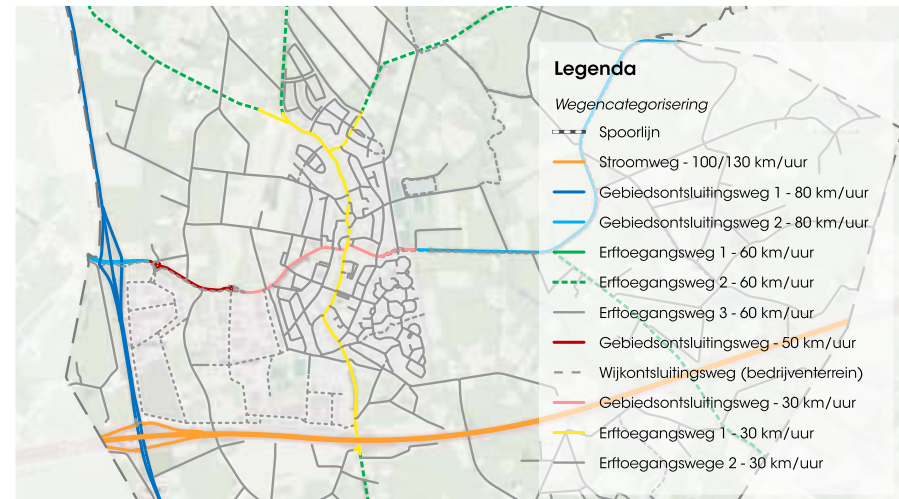 Legenda
Wegencategorisering
Spoorlijn
Stroomweg - 100/130 km/uur
Gebiedsontsluitingsweg 1 - 80 km/uur
Gebiedsontsluitingsweg 2 - 80 km/uur
Erftoegangsweg 1 - 60 km/uur
Erftoegangsweg 2 - 60 km/uur
Erftoegangsweg 3 - 60 km/uur
Gebiedsontsluitingsweg - 50 km/uur
Wijkontsluitingsweg (bedrijventerrein)
Gebiedsontsluitingsweg - 30 km/uur
Erftoegangsweg 1 - 30 km/uur
Erftoegangswege 2 - 30 km/uur